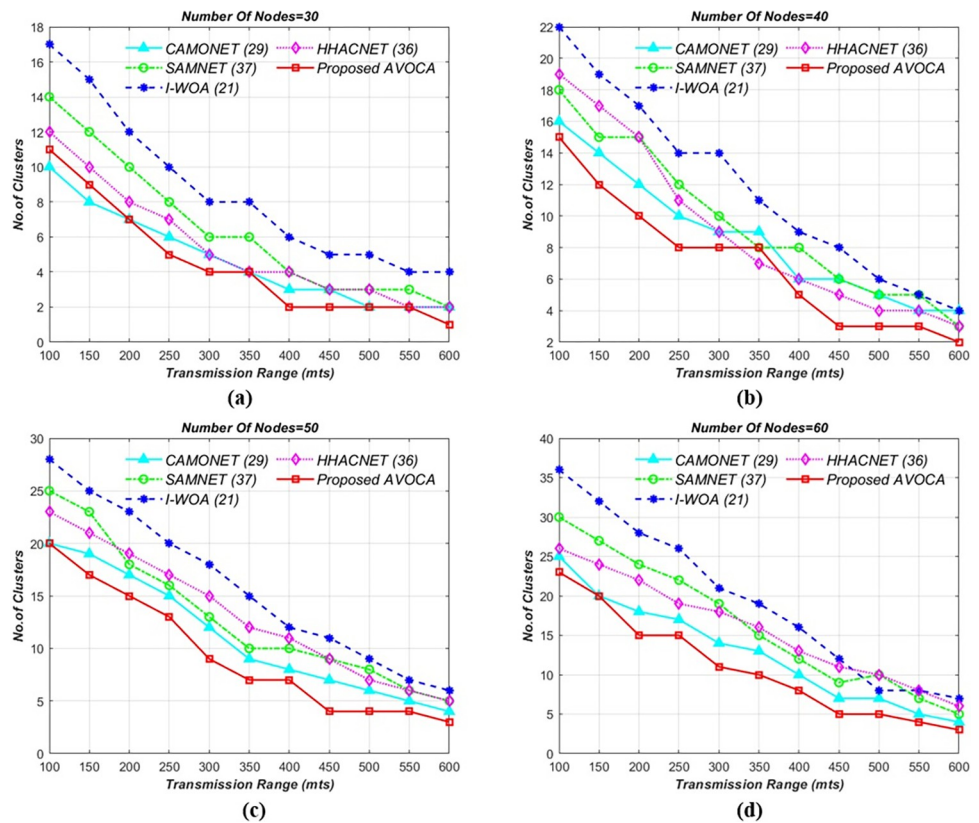 Number Of Nodes=30
18
16
14
12
10
8
6
4
2
0
No.of Clusters
CAMONET (29)
HHACNET (36)
SAMNET (37)
Proposed AVOCA
I-WOA (21)
100 150 200 250 300 350 400 450 500 550 600
Transmission Range (mts)
(a)
Number Of Nodes=40
22
20
18
16
14
12
10
8
6
4
2
No.of Clusters
CAMONET (29)
HHACNET (36)
SAMNET (37)
Proposed AVOCA
I-WOA (21)
100 150 200 250 300 350 400 450 500 550 600
Transmission Range (mts)
(b)
Number Of Nodes=50
30
25
20
15
10
5
0
No.of Clusters
CAMONET (29)
HHACNET (36)
SAMNET (37)
Proposed AVOCA
I-WOA (21)
100 150 200 250 300 350 400 450 500 550 600
Transmission Range (mts)
(c)
Number Of Nodes=60
40
35
30
25
20
15
10
5
0
No.of Clusters
CAMONET (29)
HHACNET (36)
SAMNET (37)
Proposed AVOCA
I-WOA (21)
100 150 200 250 300 350 400 450 500 550 600
Transmission Range (mts)
(d)